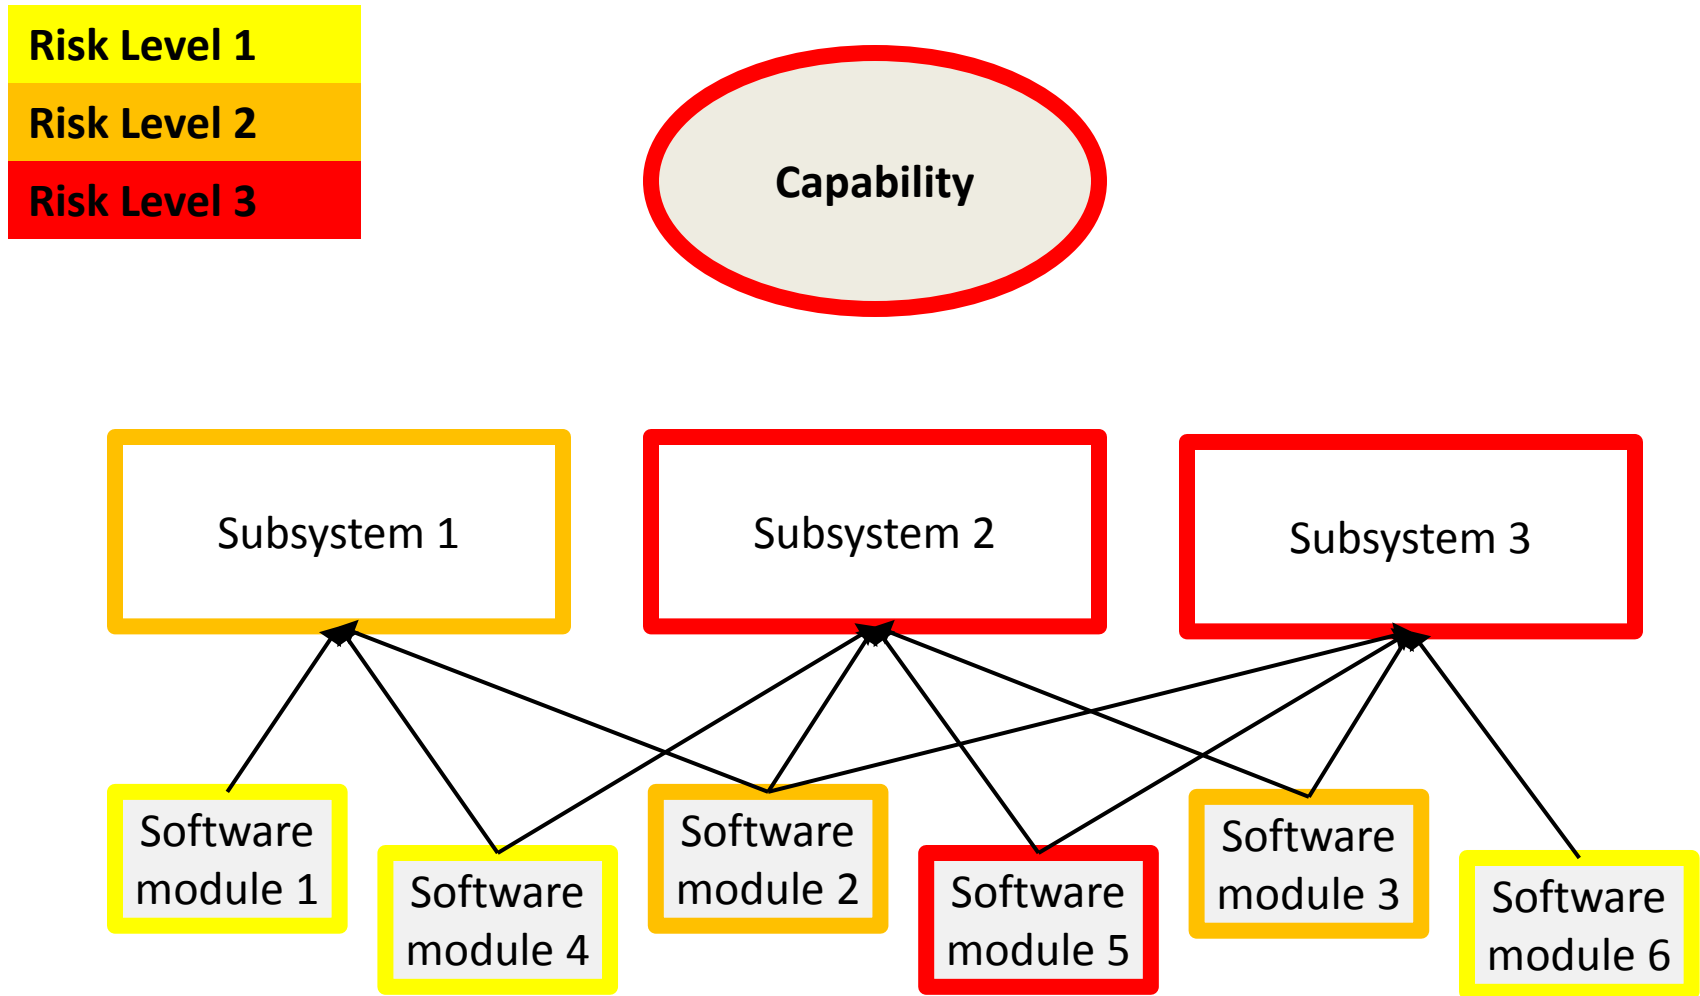 Risk Level 1
Risk Level 2
Risk Level 3
Capability
Subsystem 1
Subsystem 2
Subsystem 3
Software
module 1
Software
module 4
Software
module 2
Software
module 5
Software
module 3
Software
module 6